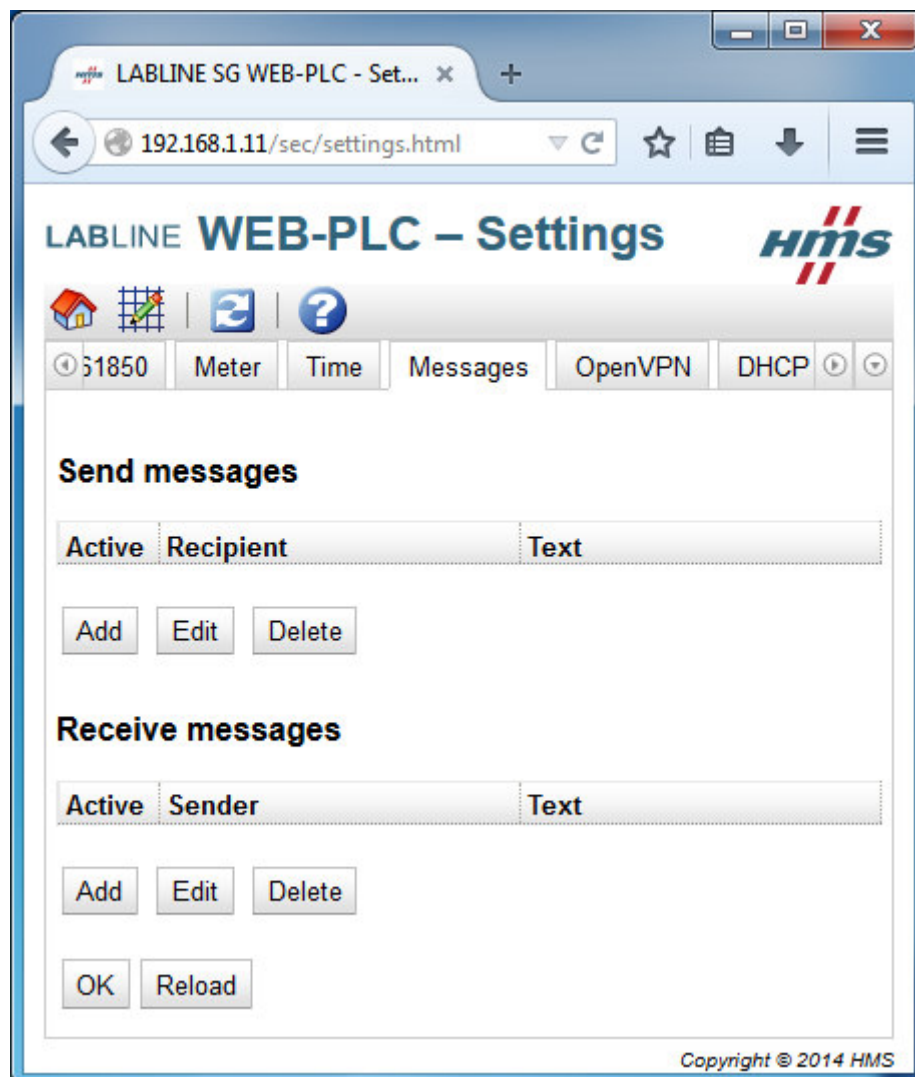 LABLINE SG WEB-PLC - Set...
192.168.1.11/sec/settings.html
LABLINE WEB-PLC – Settings
HMS
61850 Meter Time Messages OpenVPN DHCP
Send messages
Active Recipient Text
Add Edit Delete
Receive messages
Active Sender Text
Add Edit Delete
OK Reload
Copyright © 2014 HMS